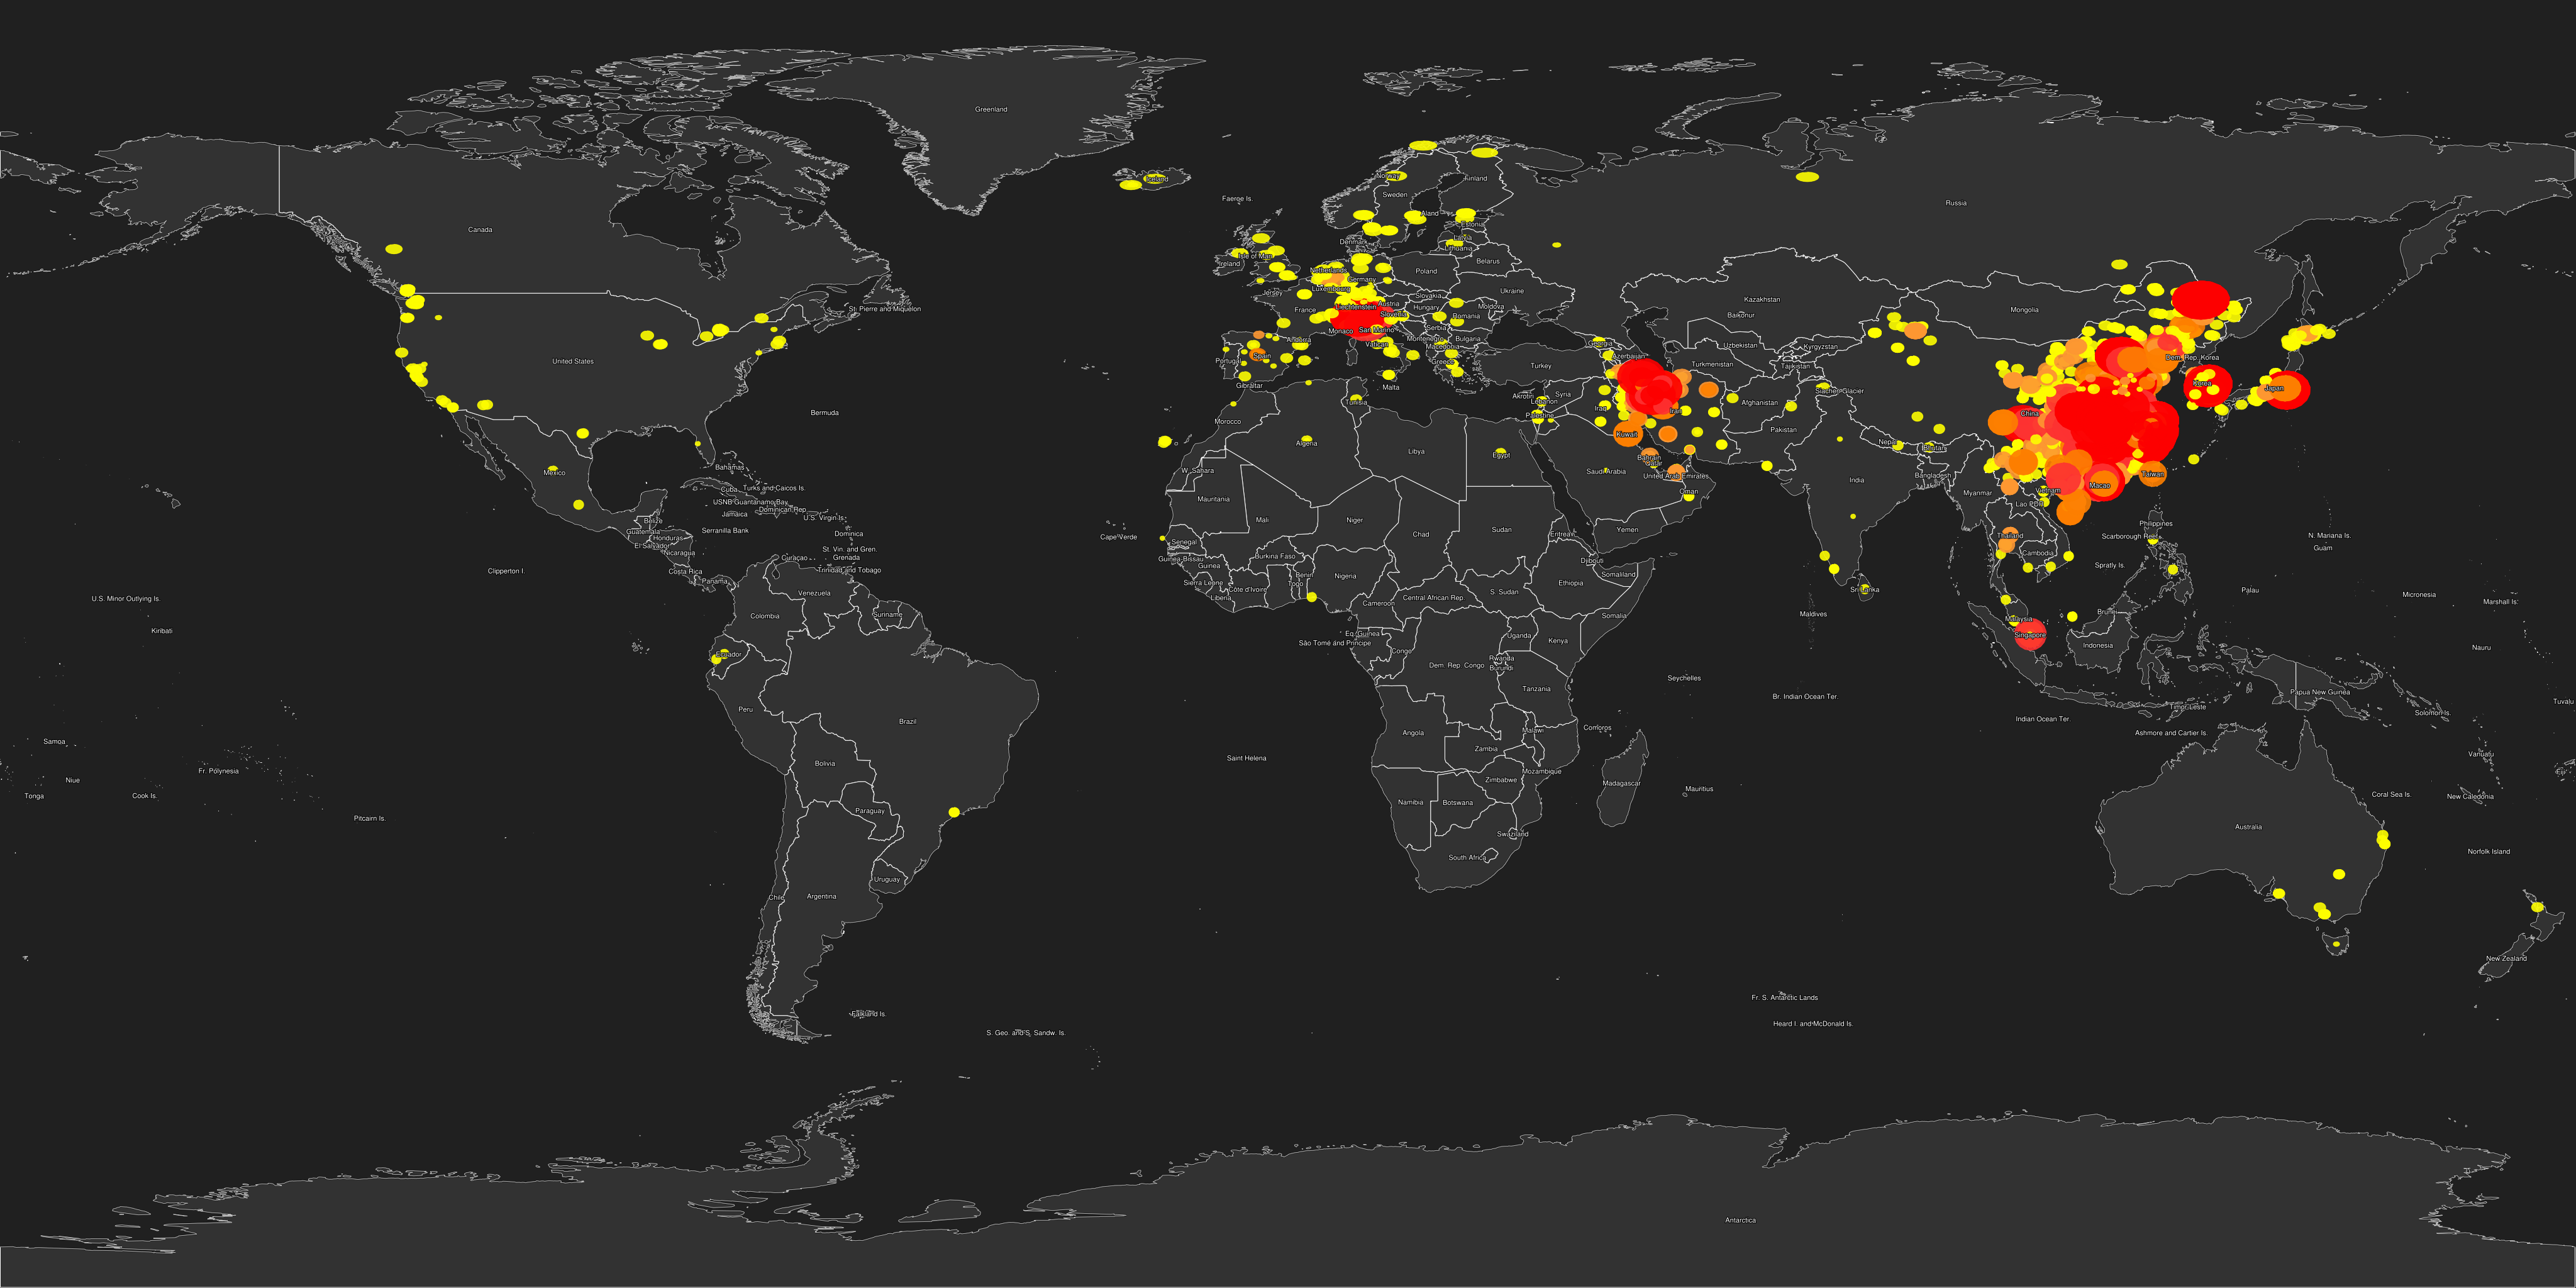 Greenland
Iceland
Faeroe Is.
Norway
Sweden
Finland
Russia
Canada
Aland
Estonia
Latvia
Lithuania
Denmark
Isle of Man
Ireland
Belarus
Netherlands
Poland
Germany
Luxembourg
Jersey
Ukraine
Slovakia
Kazakhstan
St. Pierre and Miquelon
Liechtenstein
Austria
Hungary
Moldova
France
Slovenia
Romania
Baikonur
Mongolia
Monaco
San Marino
Serbia
Andorra
Vatican
Montenegro
Bulgaria
Georgia
Uzbekistan
Kyrgyzstan
Macedonia
United States
Portugal
Spain
Greece
Turkey
Azerbaijan
Turkmenistan
Tajikistan
Dem. Rep. Korea
Gibraltar
Malta
Siachen Glacier
Korea
Japan
Tunisia
Akrotiri
Syria
Lebanon
Afghanistan
Bermuda
Morocco
Palestine
Iraq
Iran
China
Pakistan
Kuwait
Algeria
Libya
Egypt
Nepal
Bhutan
Mexico
Bahamas
W. Sahara
Saudi Arabia
Bahrain
Qatar
United Arab Emirates
India
Bangladesh
Taiwan
Cuba
Turks and Caicos Is.
Mauritania
Oman
Myanmar
Vietnam
Macao
USNB Guantanamo Bay
Dominican Rep.
Jamaica
U.S. Virgin Is.
Lao PDR
Belize
Guatemala
Honduras
El Salvador
Nicaragua
Serranilla Bank
Dominica
Cape Verde
Mali
Niger
Chad
Sudan
Eritrea
Yemen
Philippines
Thailand
Scarborough Reef
N. Mariana Is.
Guam
St. Vin. and Gren.
Grenada
Senegal
Guinea-Bissau
Guinea
Burkina Faso
Benin
Togo
Djibouti
Cambodia
Clipperton I.
Costa Rica
Curaçao
Trinidad and Tobago
Panama
Sierra Leone
Liberia
Côte d'Ivoire
Nigeria
Ethiopia
Somaliland
Spratly Is.
U.S. Minor Outlying Is.
Venezuela
Colombia
Suriname
Cameroon
Central African Rep.
S. Sudan
Somalia
Sri Lanka
Maldives
Palau
Micronesia
Marshall Is.
Kiribati
Eq. Guinea
São Tomé and Principe
Congo
Uganda
Kenya
Malaysia
Singapore
Brunei
Indonesia
Nauru
Ecuador
Dem. Rep. Congo
Rwanda
Burundi
Seychelles
Tanzania
Br. Indian Ocean Ter.
Papua New Guinea
Peru
Brazil
Timor-Leste
Solomon Is.
Tuvalu
Indian Ocean Ter.
Samoa
Angola
Malawi
Comoros
Ashmore and Cartier Is.
Zambia
Vanuatu
Saint Helena
Bolivia
Fr. Polynesia
Niue
Mozambique
Zimbabwe
Madagascar
Mauritius
Fiji
Tonga
Cook Is.
Namibia
Botswana
Coral Sea Is.
New Caledonia
Pitcairn Is.
Paraguay
Swaziland
Australia
Norfolk Island
South Africa
Uruguay
Chile
Argentina
New Zealand
Fr. S. Antarctic Lands
Falkland Is.
Heard I. and McDonald Is.
S. Geo. and S. Sandw. Is.
Antarctica